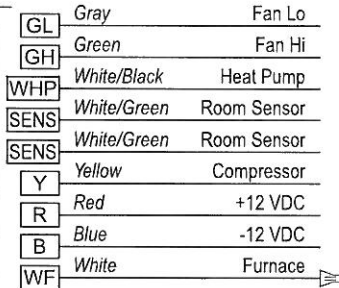 GL Gray Fan Lo
GH Green Fan Hi
WHP White/Black Heat Pump
SENS White/Green Room Sensor
SENS White/Green Room Sensor
Y Yellow Compressor
R Red +12 VDC
B Blue -12 VDC
WF White Furnace